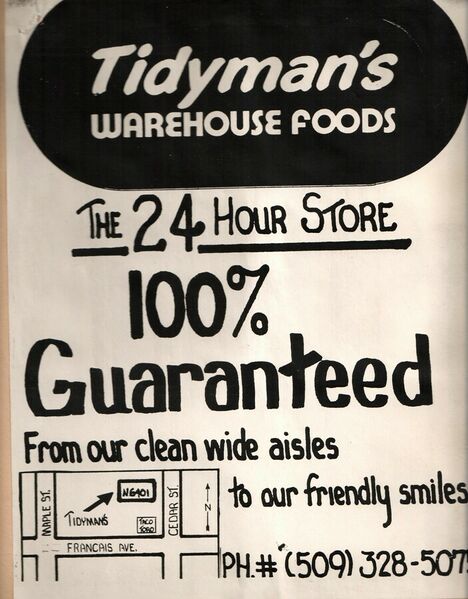 Tidyman's
WAREHOUSE FOODS
THE 24 HOUR STORE
100%
Guaranteed
From our clean wide aisles
to our friendly smiles
MAPLE ST.
TIDYMAN'S
N6401
TACO
CEDAR ST.
N
FRANCAIS AVE.
PH.# (509) 328-507